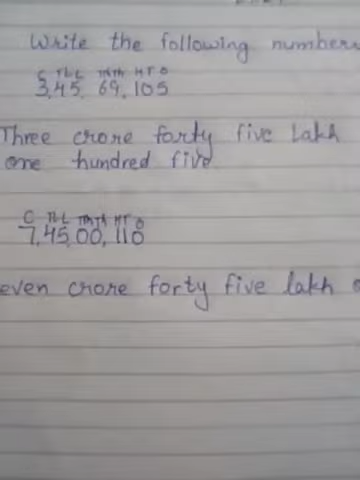 Write the following numbers
C TL L TTh Th H T O
3,45, 69, 105
Three crore forty five lakh
one hundred five
C TL L TTh Th H T O
7,45,00, 110
even crore forty five lakh